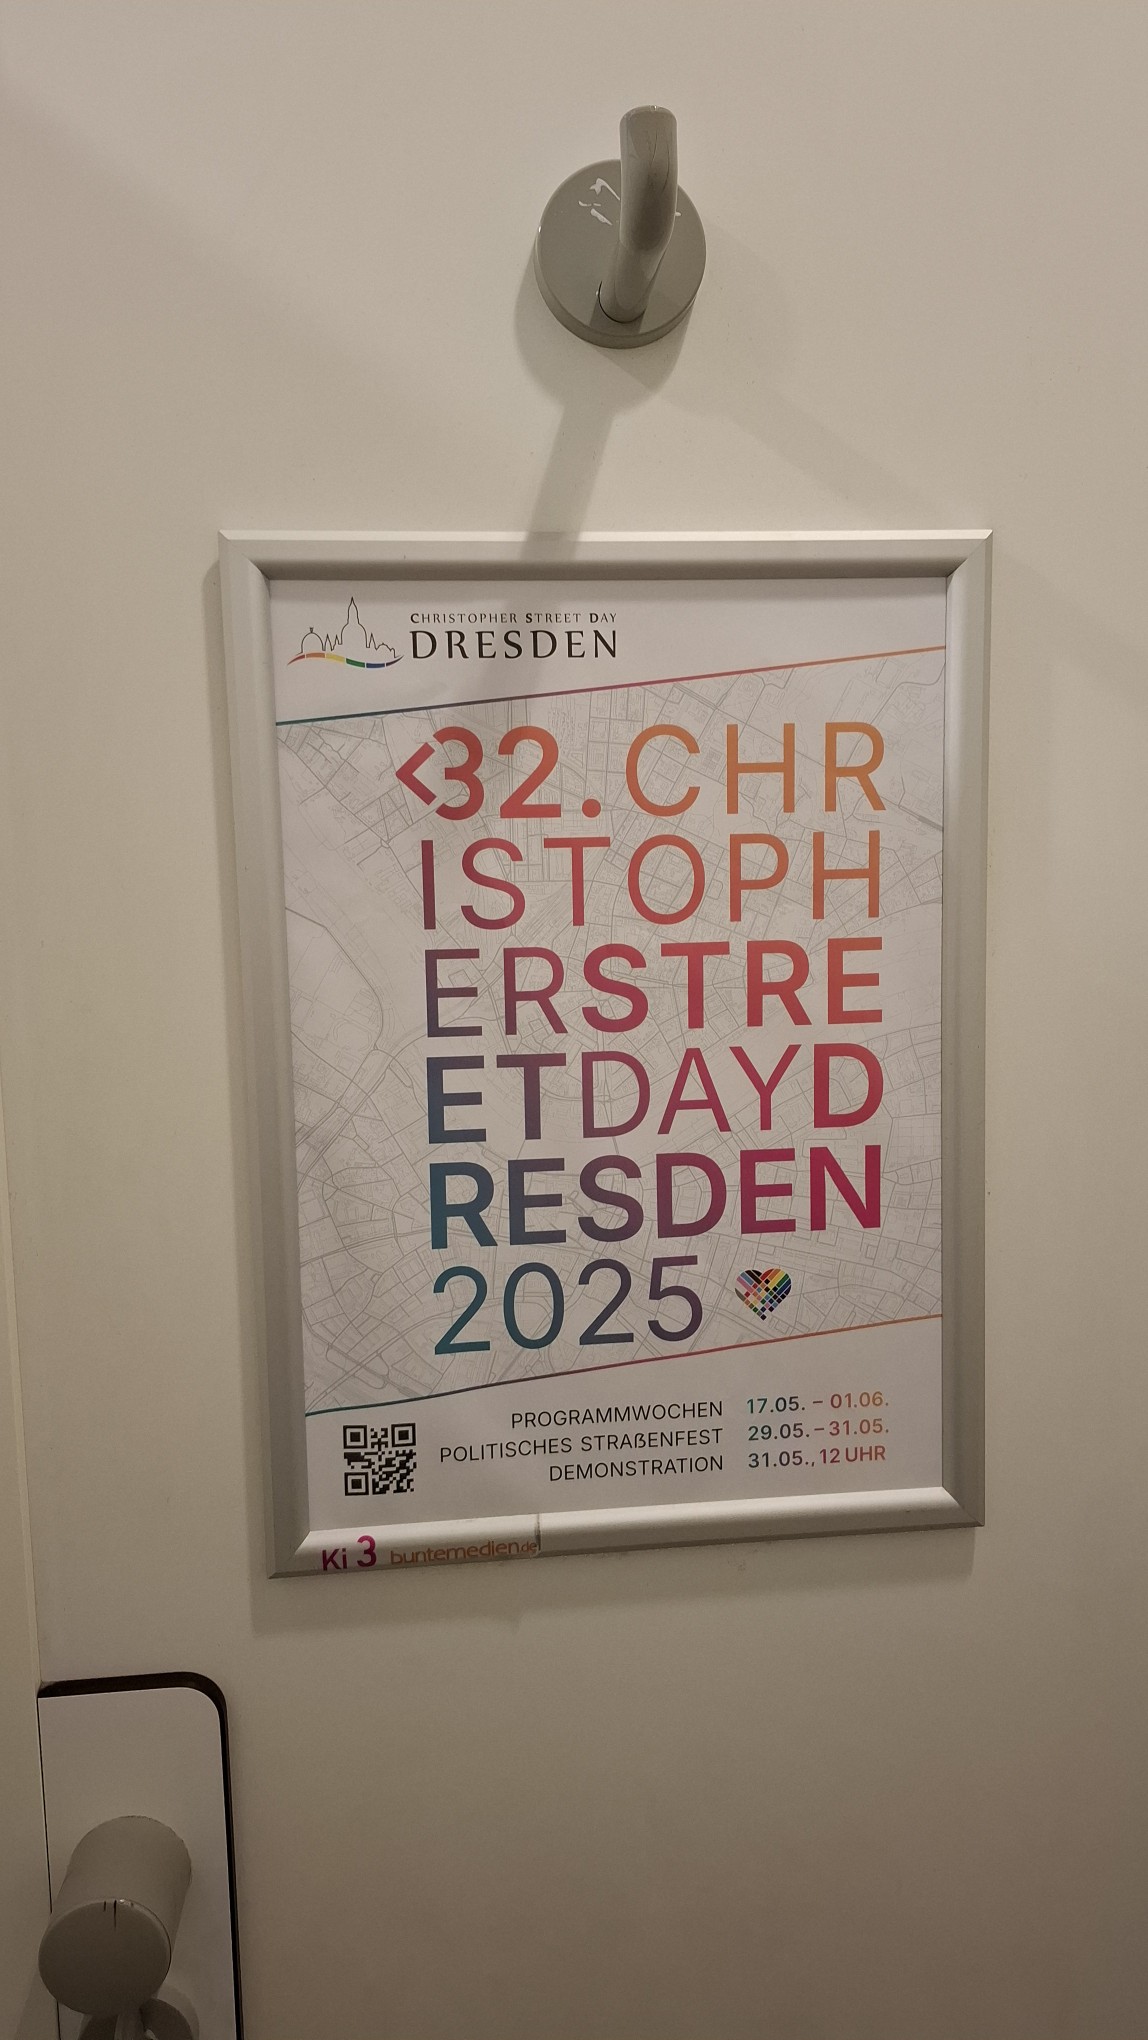 CHRISTOPHER STREET DAY
DRESDEN
<32. CHR
ISTOPH
ERSTRE
ETDAYD
RESDEN
2025
PROGRAMMWOCHEN 17.05. – 01.06.
POLITISCHES STRAßENFEST 29.05. – 31.05.
DEMONSTRATION 31.05., 12 UHR
Ki 3 buntemedien.de